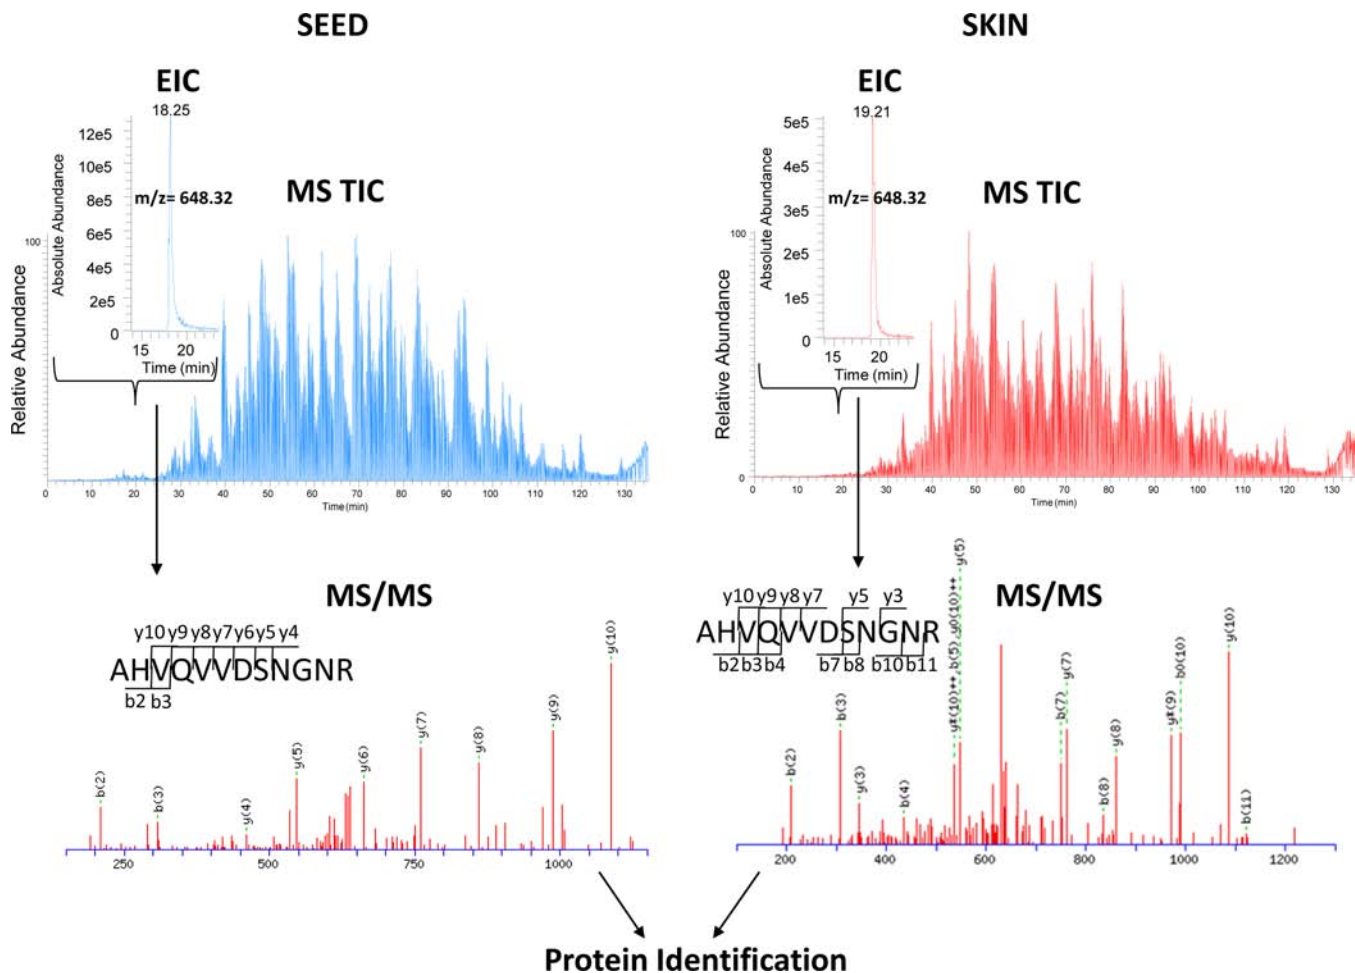 SEED
SKIN
EIC
18.25
12e5
10e5
8e5
6e5
4e5
2e5
0
Absolute Abundance
m/z= 648.32
15 20
Time (min)
MS TIC
100
0
Relative Abundance
0 10 20 30 40 50 60 70 80 90 100 110 120 130
Time (min)
EIC
19.21
5e5
4e5
3e5
2e5
1e5
0
Absolute Abundance
m/z= 648.32
15 20
Time (min)
MS TIC
100
0
Relative Abundance
0 10 20 30 40 50 60 70 80 90 100 110 120 130
Time (min)
MS/MS
y10 y9 y8 y7 y6 y5 y4
AHVQVVDSNGNR
b2 b3
b(2)
b(3)
y(4)
y(5)
y(6)
y(7)
y(8)
y(9)
y(10)
250 500 750 1000
MS/MS
y10 y9 y8 y7 y5 y3
AHVQVVDSNGNR
b2 b3 b4 b7 b8 b10 b11
b(2)
b(3)
y(3)
b(4)
y*(10)++,b(5),y0(10)++
y(5)
b(7)
y(7)
b(8)
y(8)
y*(9)
b0(10)
y(10)
b(11)
200 400 600 800 1000 1200
Protein Identification